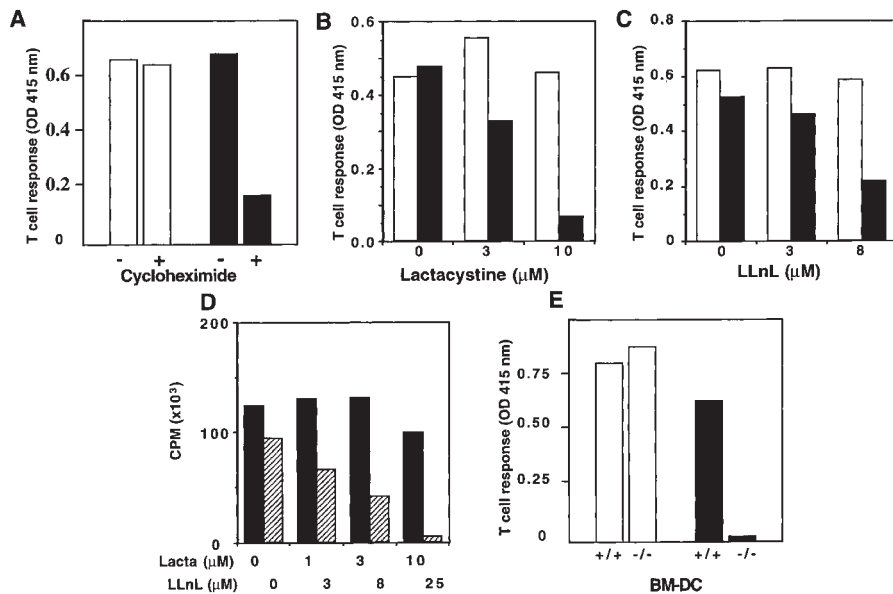 A
T cell response (OD 415 nm)
0.6
0.4
0.2
0
- + - +
Cycloheximide
B
T cell response (OD 415 nm)
0.6
0.4
0.2
0.0
0 3 10
Lactacystine (μM)
C
T cell response (OD 415 nm)
0.8
0.6
0.4
0.2
0
0 3 8
LLnL (μM)
D
CPM (x10³)
200
100
0
Lacta (μM) 0 1 3 10
LLnL (μM) 0 3 8 25
E
T cell response (OD 415 nm)
0.75
0.5
0.25
0
+/+ -/- +/+ -/-
BM-DC